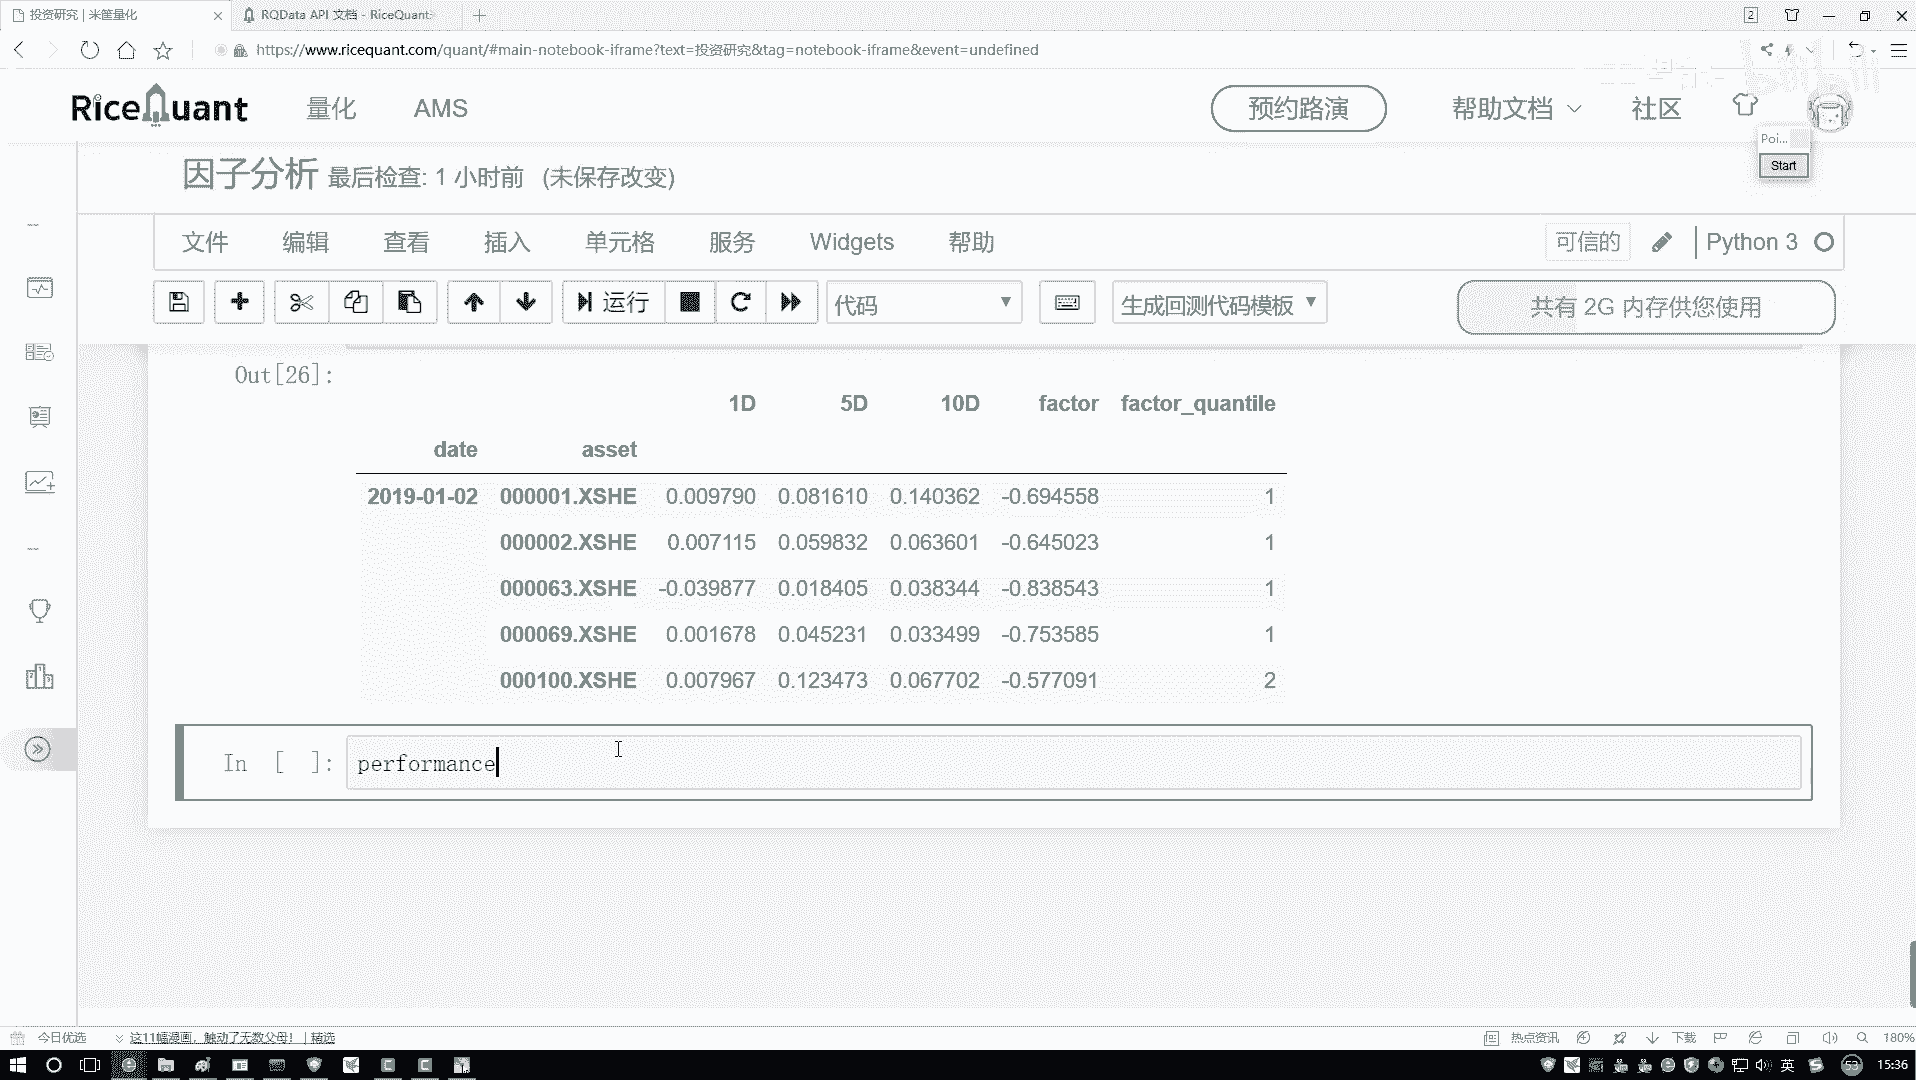 投资研究 | 米筐量化
RQData API 文档 - RiceQuant
2
https://www.ricequant.com/quant/#main-notebook-iframe?text=投资研究&tag=notebook-iframe&event=undefined
RiceQuant 量化 AMS 预约路演 帮助文档 社区
Poi...
Start
因子分析 最后检查: 1 小时前 (未保存改变)
文件 编辑 查看 插入 单元格 服务 Widgets 帮助 可信的 Python 3
运行 代码 生成回测代码模板 共有 2G 内存供您使用
Out[26]:
1D 5D 10D factor factor_quantile
date asset
2019-01-02 000001.XSHE 0.009790 0.081610 0.140362 -0.694558 1
000002.XSHE 0.007115 0.059832 0.063601 -0.645023 1
000063.XSHE -0.039877 0.018405 0.038344 -0.838543 1
000069.XSHE 0.001678 0.045231 0.033499 -0.753585 1
000100.XSHE 0.007967 0.123473 0.067702 -0.577091 2
In [ ]: performance
今日优选 这11幅漫画，触动了无数父母！ | 精选 热点资讯 下载 180%
英 53 15:36